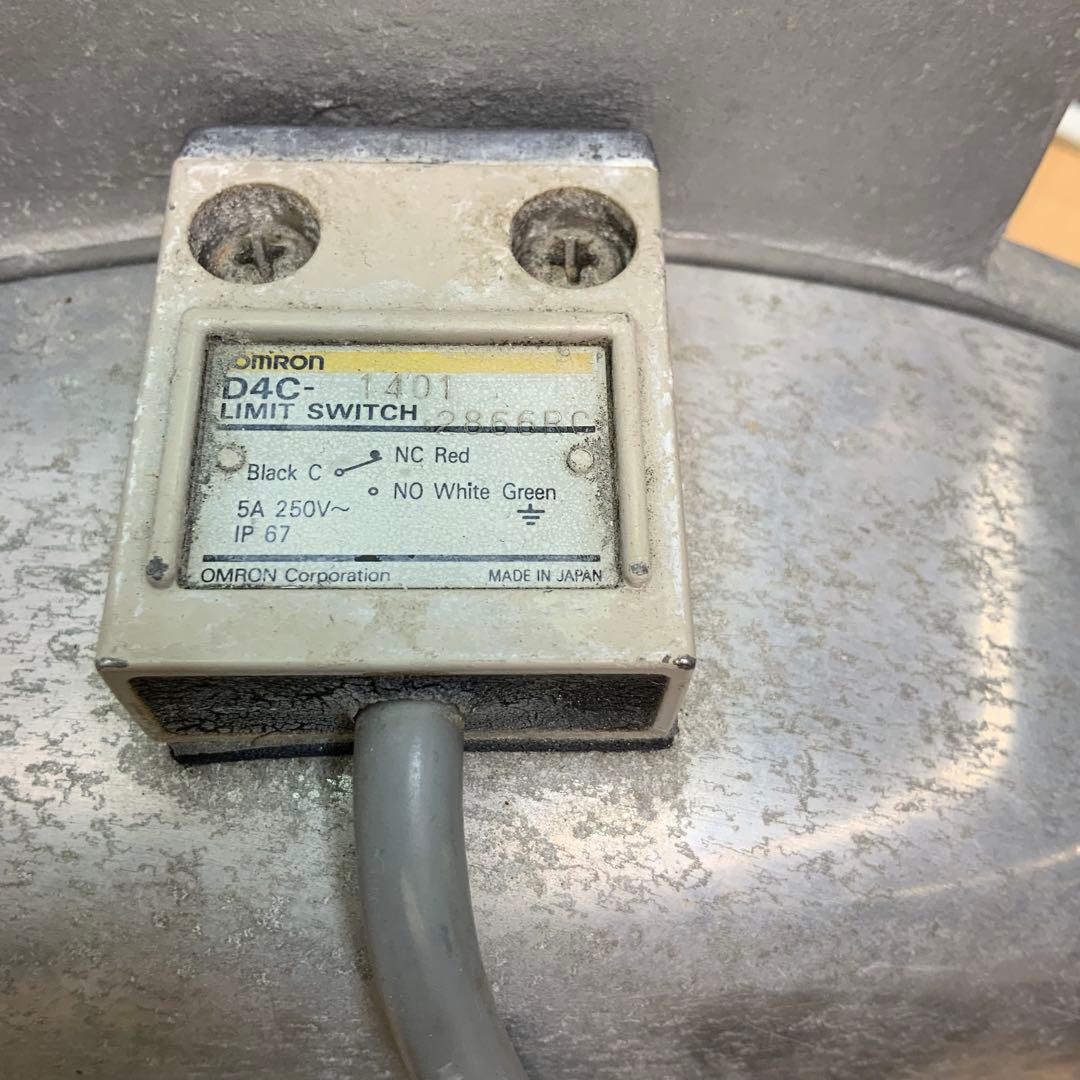 OMRON
D4C- 1401
LIMIT SWITCH 2866RC
NC Red
Black C
NO White Green
5A 250V~
IP 67
OMRON Corporation MADE IN JAPAN